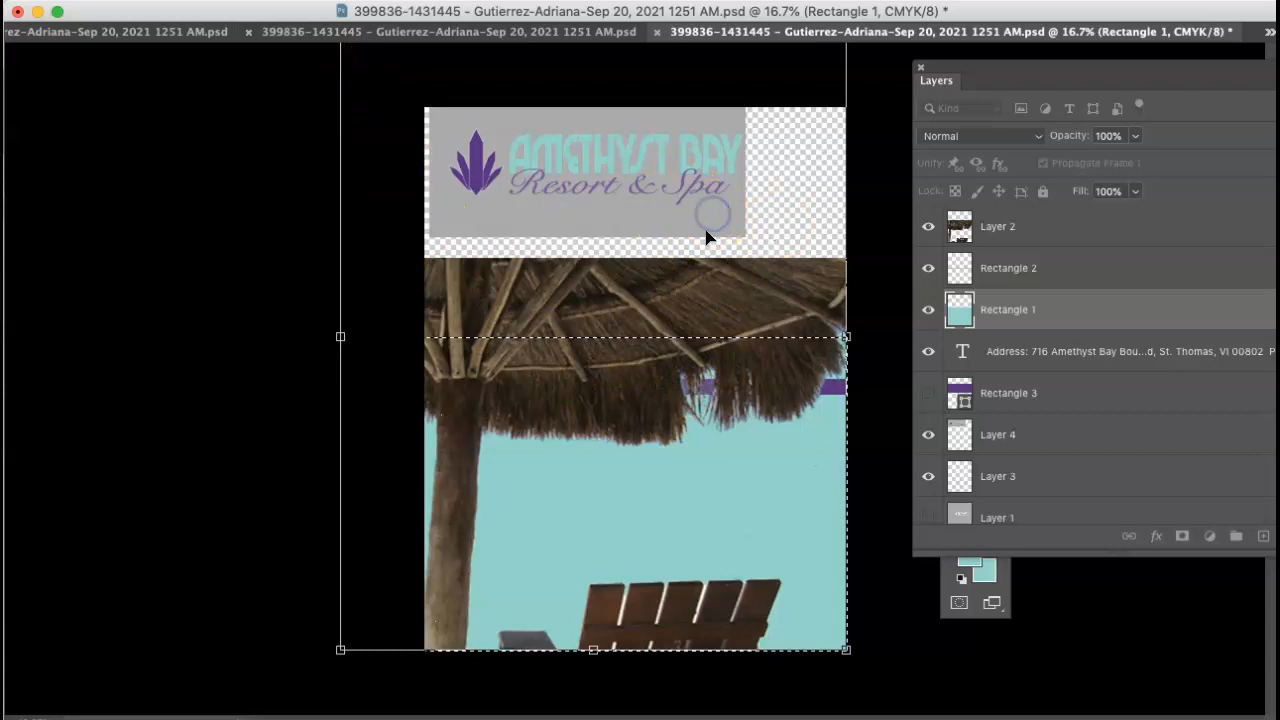 399836-1431445 - Gutierrez-Adriana-Sep 20, 2021 1251 AM.psd @ 16.7% (Rectangle 1, CMYK/8) *
rez-Adriana-Sep 20, 2021 1251 AM.psd
399836-1431445 - Gutierrez-Adriana-Sep 20, 2021 1251 AM.psd
399836-1431445 - Gutierrez-Adriana-Sep 20, 2021 1251 AM.psd @ 16.7% (Rectangle 1, CMYK/8) *
AMETHYST BAY
Resort & Spa
Layers
Kind
Normal
Opacity: 100%
Unify:
Propagate Frame 1
Lock:
Fill: 100%
Layer 2
Rectangle 2
Rectangle 1
Address: 716 Amethyst Bay Bou...d, St. Thomas, VI 00802 P
Rectangle 3
Layer 4
Layer 3
Layer 1